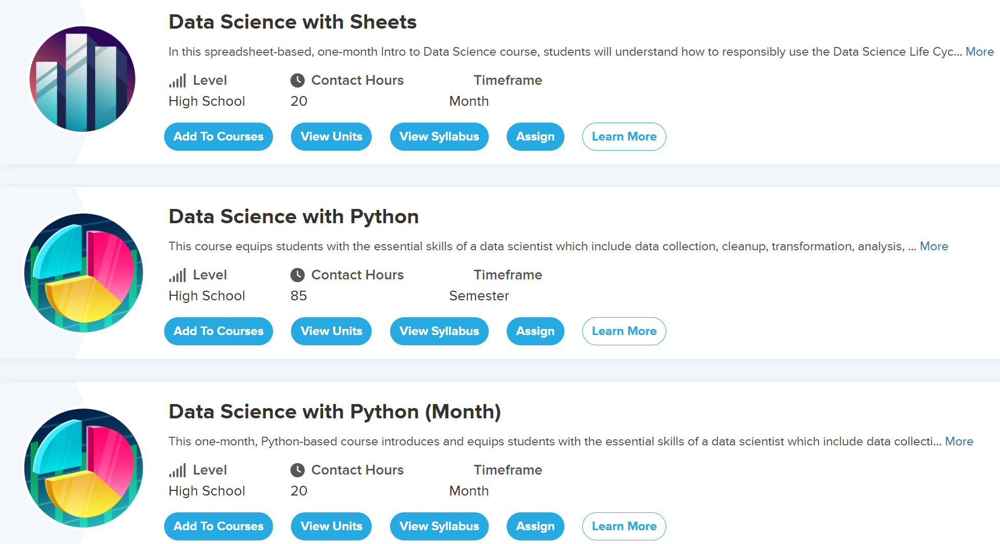 Data Science with Sheets
In this spreadsheet-based, one-month Intro to Data Science course, students will understand how to responsibly use the Data Science Life Cyc... More
Level Contact Hours Timeframe
High School 20 Month
Add To Courses View Units View Syllabus Assign Learn More
Data Science with Python
This course equips students with the essential skills of a data scientist which include data collection, cleanup, transformation, analysis, ... More
Level Contact Hours Timeframe
High School 85 Semester
Add To Courses View Units View Syllabus Assign Learn More
Data Science with Python (Month)
This one-month, Python-based course introduces and equips students with the essential skills of a data scientist which include data collecti... More
Level Contact Hours Timeframe
High School 20 Month
Add To Courses View Units View Syllabus Assign Learn More